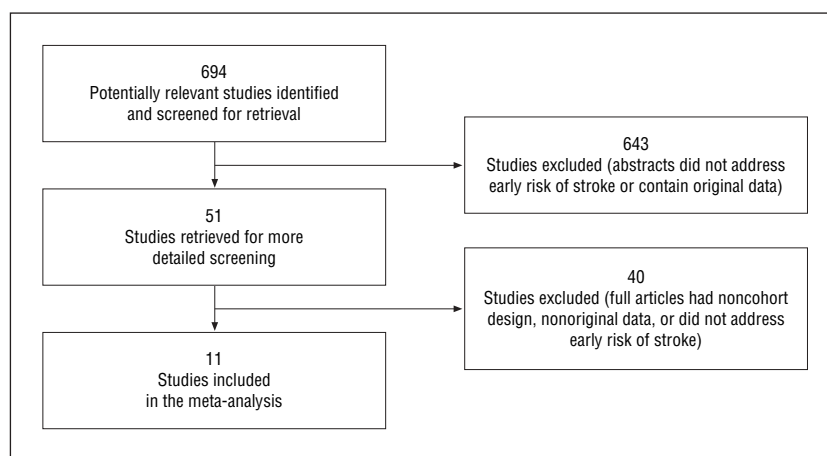 694
Potentially relevant studies identified
and screened for retrieval
643
Studies excluded (abstracts did not address
early risk of stroke or contain original data)
51
Studies retrieved for more
detailed screening
40
Studies excluded (full articles had noncohort
design, nonoriginal data, or did not address
early risk of stroke)
11
Studies included
in the meta-analysis